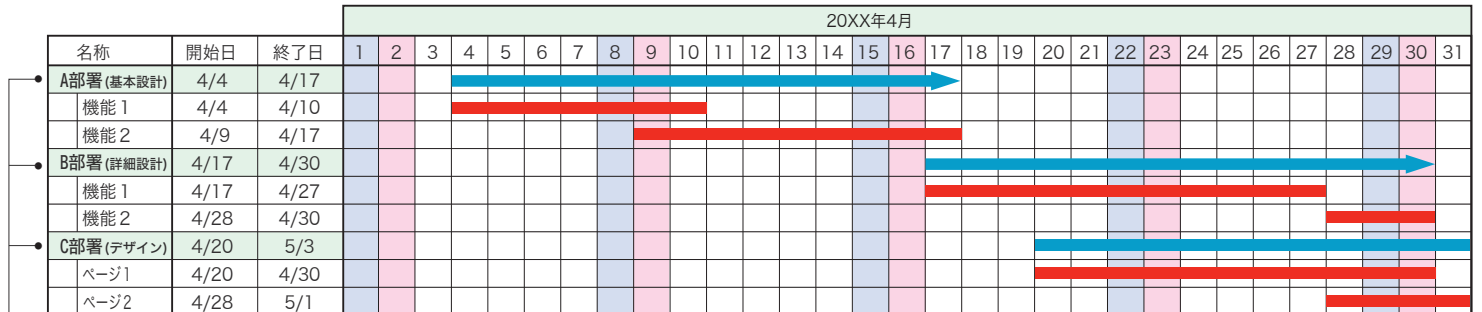 20XX年4月
名称 開始日 終了日 1 2 3 4 5 6 7 8 9 10 11 12 13 14 15 16 17 18 19 20 21 22 23 24 25 26 27 28 29 30 31
A部署(基本設計) 4/4 4/17
機能1 4/4 4/10
機能2 4/9 4/17
B部署(詳細設計) 4/17 4/30
機能1 4/17 4/27
機能2 4/28 4/30
C部署(デザイン) 4/20 5/3
ページ1 4/20 4/30
ページ2 4/28 5/1